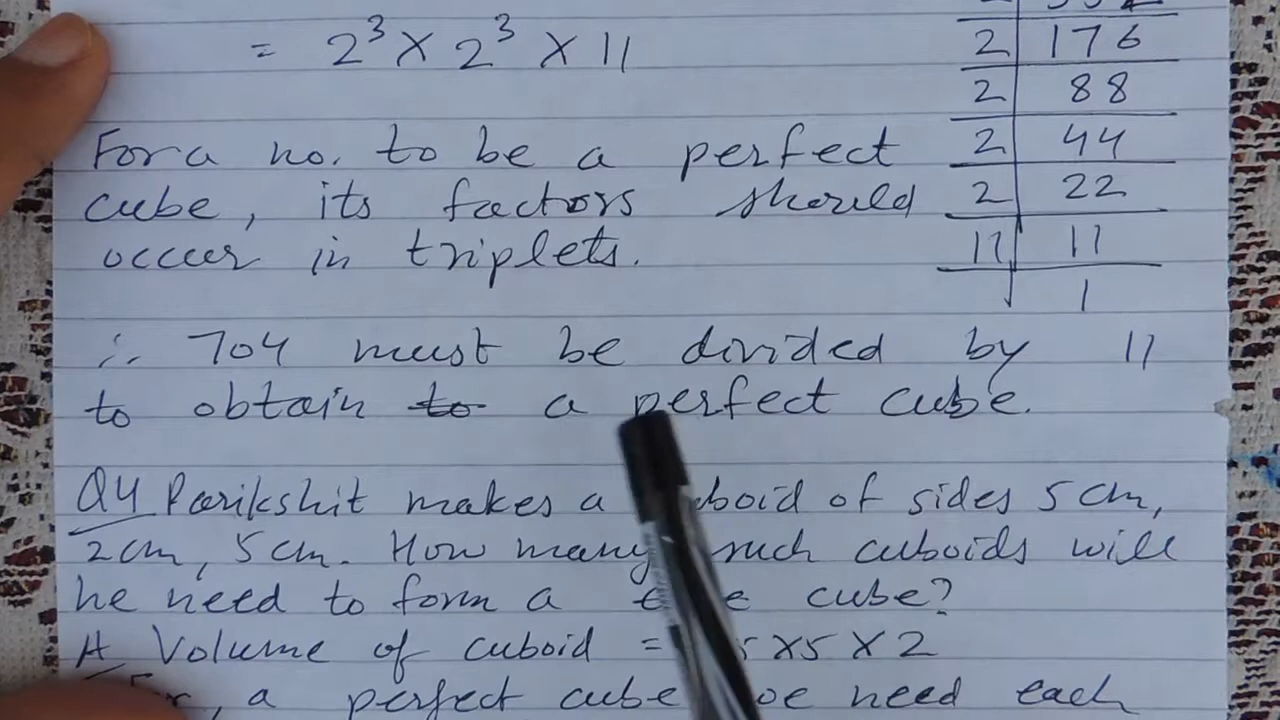 = 2³ X 2³ X 11
2 | 176
2 | 88
2 | 44
2 | 22
11 | 11
1
For a no. to be a perfect
cube, its factors should
occur in triplets.
∴ 704 must be divided by 11
to obtain ~~to~~ a perfect cube.
Q4 Parikshit makes a cuboid of sides 5 cm,
2 cm, 5 cm. How many such cuboids will
he need to form a cube?
A Volume of cuboid = 5 X 5 X 2
For, a perfect cube we need each